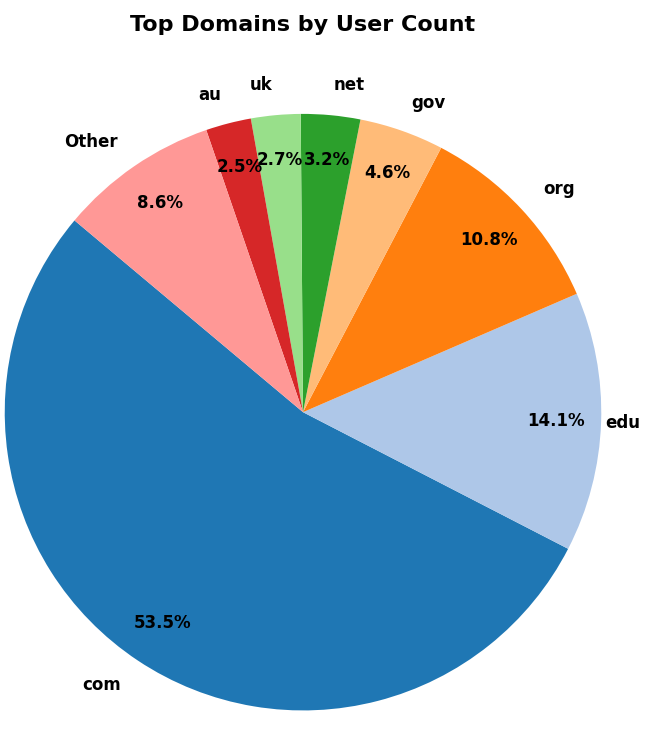 Top Domains by User Count
uk
net
au
gov
Other
2.7%
3.2%
2.5%
4.6%
org
8.6%
10.8%
14.1%
edu
53.5%
com